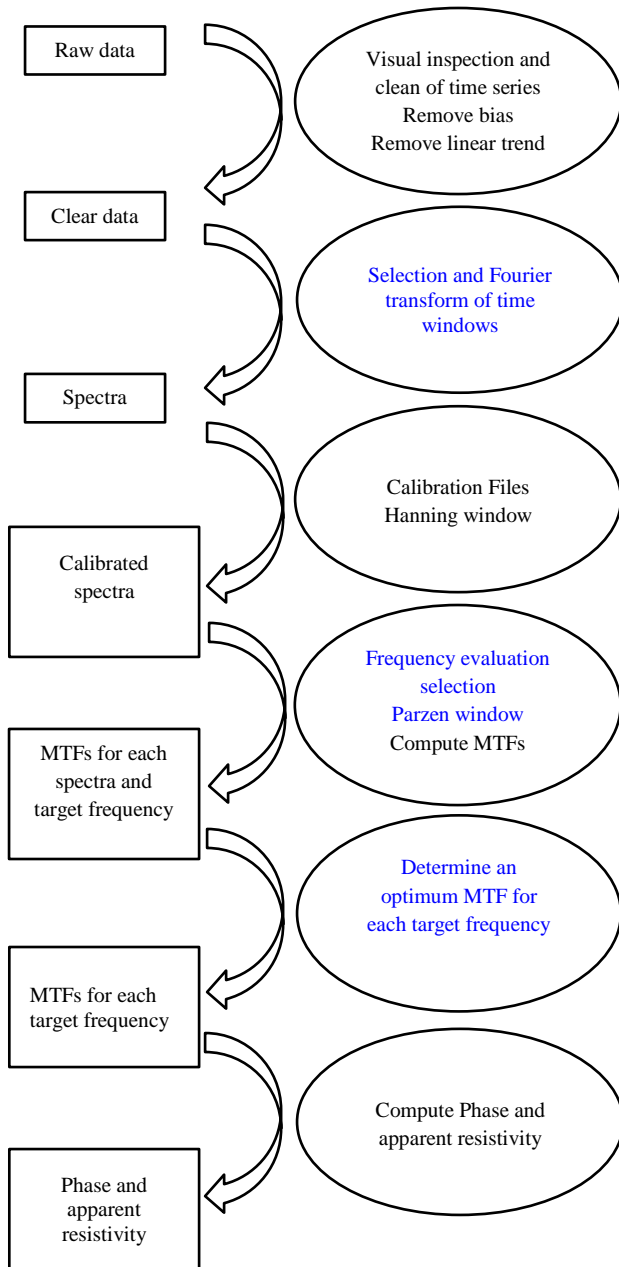 Raw data
Visual inspection and
clean of time series
Remove bias
Remove linear trend
Clear data
Selection and Fourier
transform of time
windows
Spectra
Calibration Files
Hanning window
Calibrated
spectra
Frequency evaluation
selection
Parzen window
Compute MTFs
MTFs for each
spectra and
target frequency
Determine an
optimum MTF for
each target frequency
MTFs for each
target frequency
Compute Phase and
apparent resistivity
Phase and
apparent
resistivity